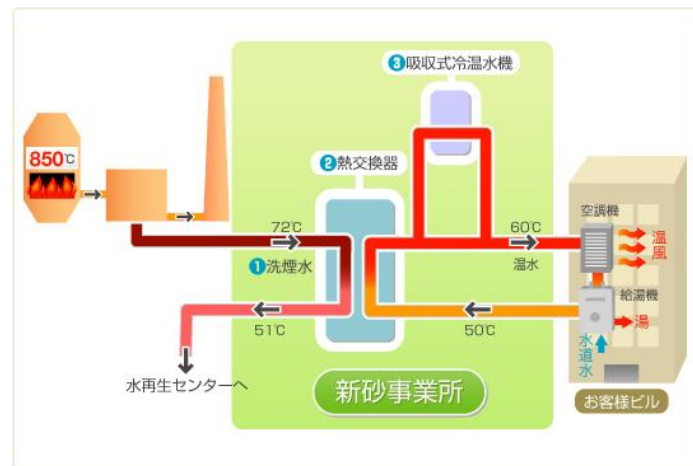 ❸吸収式冷温水機
850℃
❷熱交換器
72℃
❶洗煙水
51℃
水再生センターへ
60℃
温水
50℃
空調機
温風
給湯機
湯
水道水
お客様ビル
新砂事業所